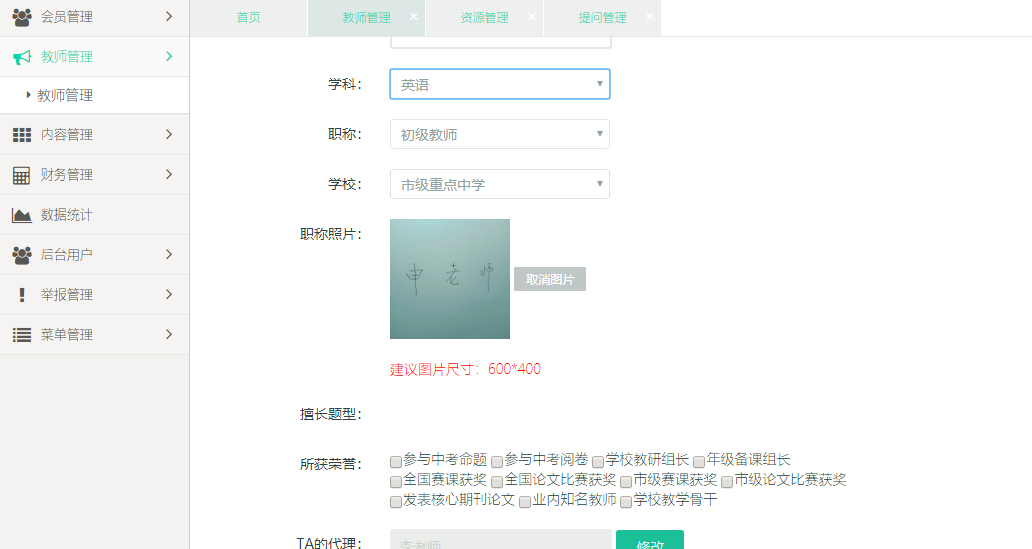 会员管理
教师管理
教师管理
内容管理
财务管理
数据统计
后台用户
举报管理
菜单管理
首页 教师管理 × 资源管理 × 提问管理 ×
学科： 英语
职称： 初级教师
学校： 市级重点中学
职称照片： 申老师 取消图片
建议图片尺寸：600*400
擅长题型：
所获荣誉： 参与中考命题 参与中考阅卷 学校教研组长 年级备课组长
全国赛课获奖 全国论文比赛获奖 市级赛课获奖 市级论文比赛获奖
发表核心期刊论文 业内知名教师 学校教学骨干
TA的代理： 李老师 修改